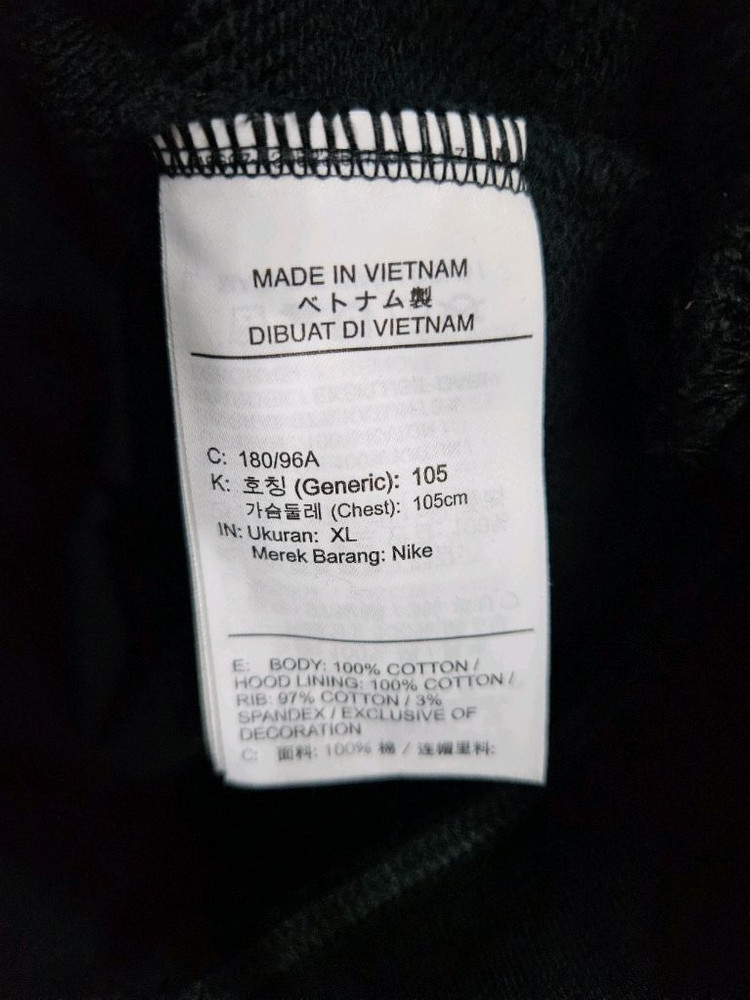 MADE IN VIETNAM
ベトナム製
DIBUAT DI VIETNAM
C: 180/96A
K: 호칭 (Generic): 105
가슴둘레 (Chest): 105cm
IN: Ukuran: XL
Merek Barang: Nike
E: BODY: 100% COTTON /
HOOD LINING: 100% COTTON /
RIB: 97% COTTON / 3%
SPANDEX / EXCLUSIVE OF
DECORATION
C: 面料: 100% 棉 / 连帽里料: